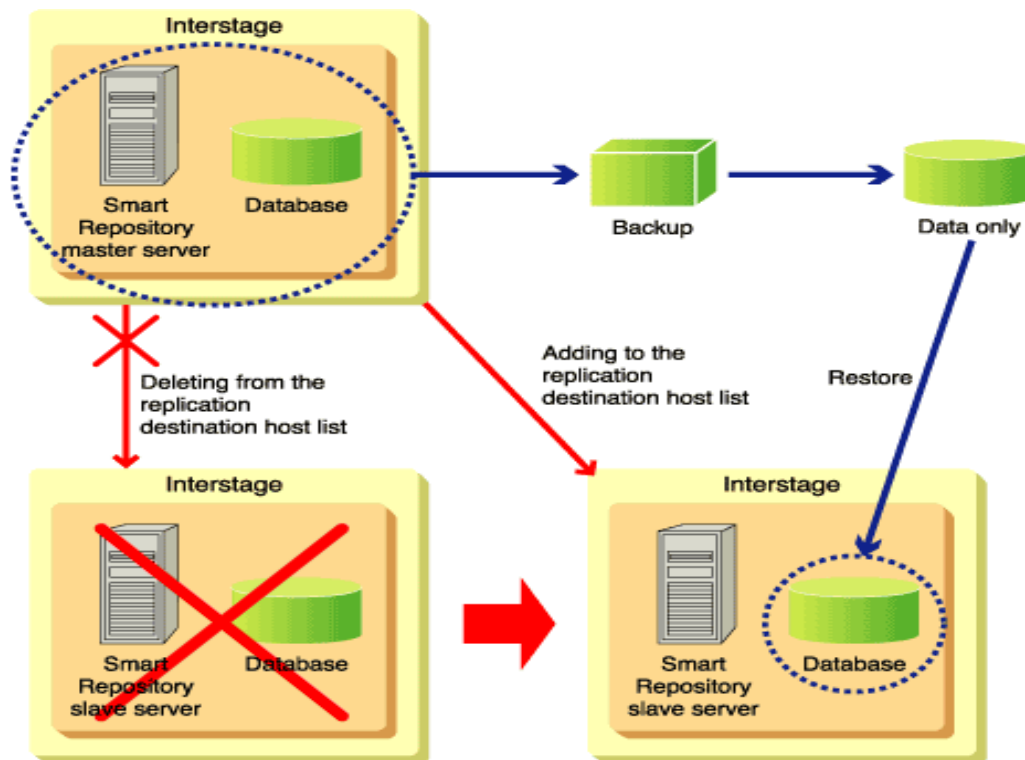 Interstage
Smart
Repository
master server
Database
Backup
Data only
Deleting from the
replication
destination host list
Adding to the
replication
destination host list
Restore
Interstage
Smart
Repository
slave server
Database
Interstage
Smart
Repository
slave server
Database